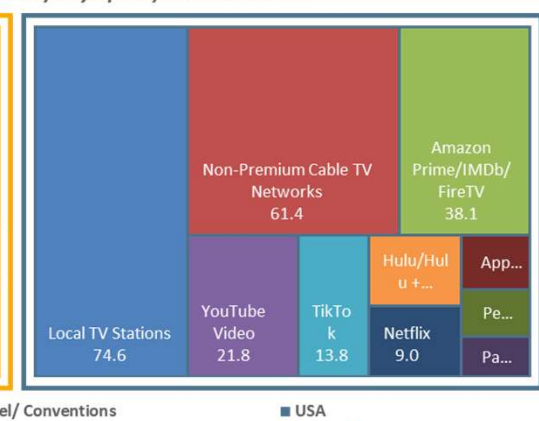 Local TV Stations
74.6
Non-Premium Cable TV
Networks
61.4
Amazon
Prime/IMDb/
FireTV
38.1
YouTube
Video
21.8
TikTo
k
13.8
Hulu/Hul
u +...
Netflix
9.0
App...
Pe...
Pa...
el/ Conventions
USA